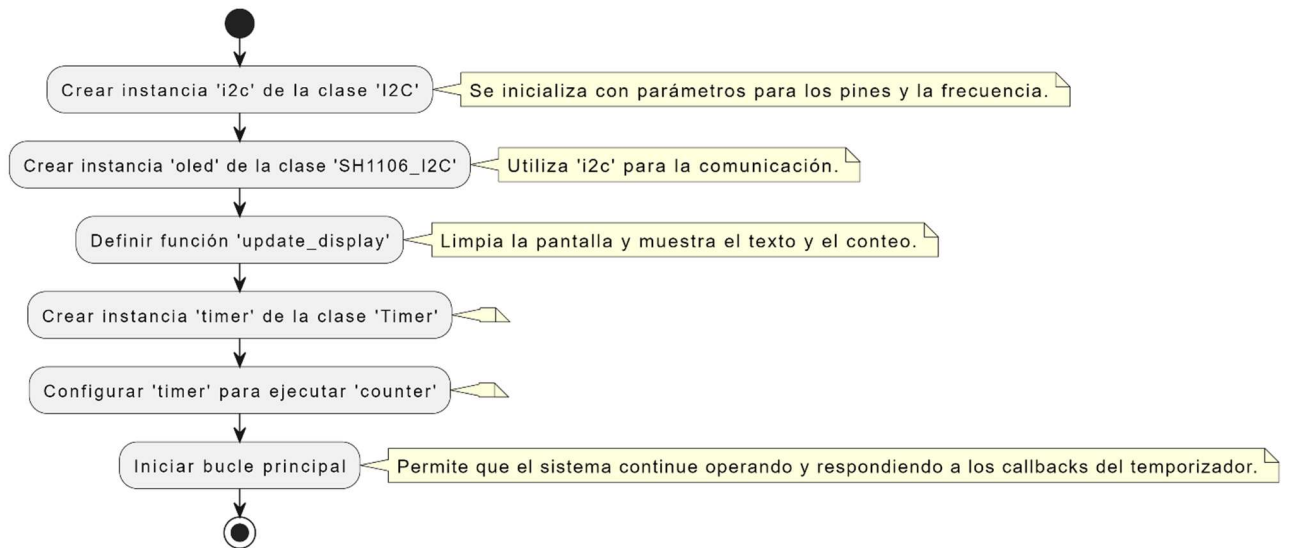 Crear instancia 'i2c' de la clase 'I2C'
Se inicializa con parámetros para los pines y la frecuencia.
Crear instancia 'oled' de la clase 'SH1106_I2C'
Utiliza 'i2c' para la comunicación.
Definir función 'update_display'
Limpia la pantalla y muestra el texto y el conteo.
Crear instancia 'timer' de la clase 'Timer'
Configurar 'timer' para ejecutar 'counter'
Iniciar bucle principal
Permite que el sistema continue operando y respondiendo a los callbacks del temporizador.